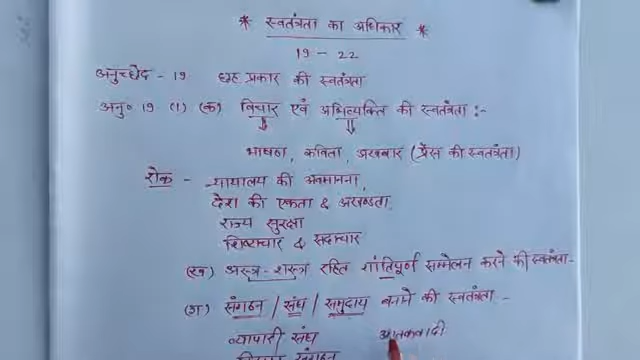 * स्वतंत्रता का अधिकार *
19 - 22
अनुच्छेद - 19 छह प्रकार की स्वतंत्रता
अनु० 19 (1) (क) विचार एवं अभिव्यक्ति की स्वतंत्रता :-
भाषण, कविता, अखबार (प्रेस की स्वतंत्रता)
रोक - न्यायालय की अवमानना,
देश की एकता & अखण्डता
राज्य सुरक्षा
शिष्टाचार & सदाचार
(ख) अस्त्र-शस्त्र रहित शांतिपूर्ण सम्मेलन करने की स्वतंत्रता-
(ग) संगठन / संघ / समुदाय बनाने की स्वतंत्रता -
व्यापारी संघ आतंकवादी
संगठन